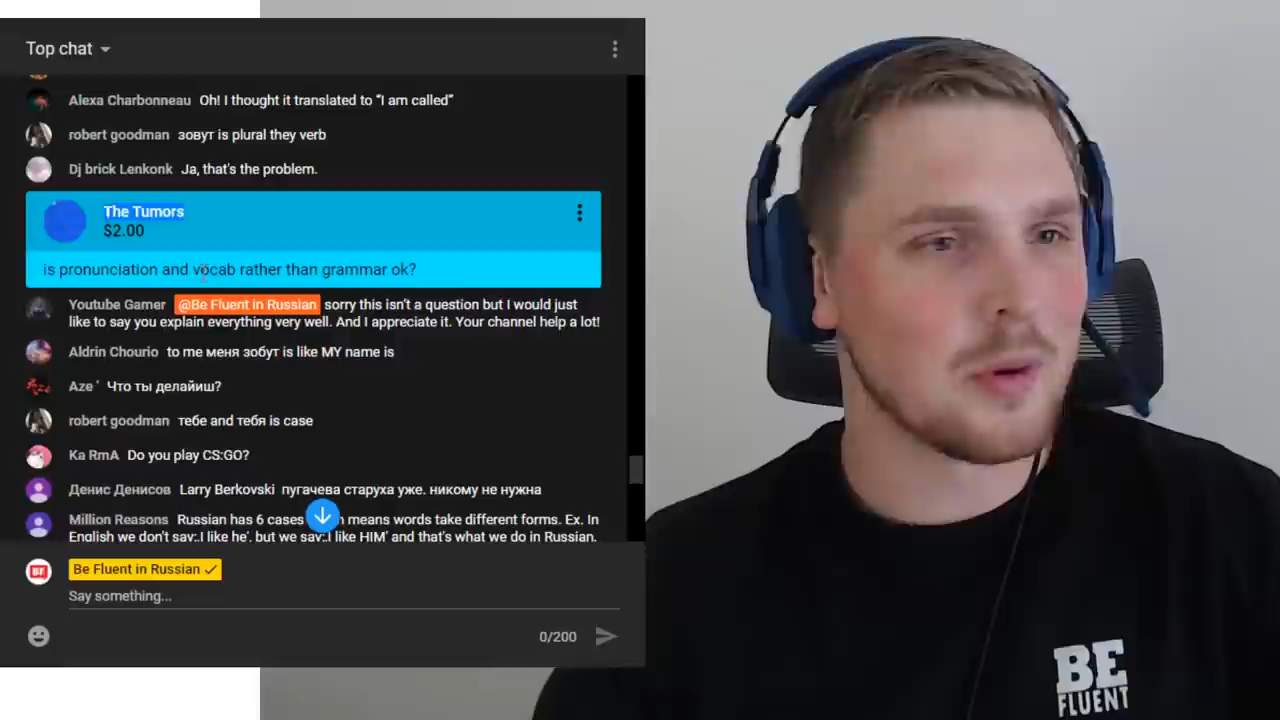 Top chat
Alexa Charbonneau Oh! I thought it translated to “I am called”
robert goodman зовут is plural they verb
Dj brick Lenkonk Ja, that's the problem.
The Tumors
$2.00
is pronunciation and vocab rather than grammar ok?
Youtube Gamer @Be Fluent in Russian sorry this isn't a question but I would just
like to say you explain everything very well. And I appreciate it. Your channel help a lot!
Aldrin Chourio to me меня зобут is like MY name is
Aze ' Что ты делайиш?
robert goodman тебе and тебя is case
Ka RmA Do you play CS:GO?
Денис Денисов Larry Berkovski пугачева старуха уже. никому не нужна
Million Reasons Russian has 6 cases means words take different forms. Ex. In
English we don't say:.I like he', but we say:.I like HIM' and that's what we do in Russian.
BE Be Fluent in Russian
Say something...
0/200
BE
FLUENT